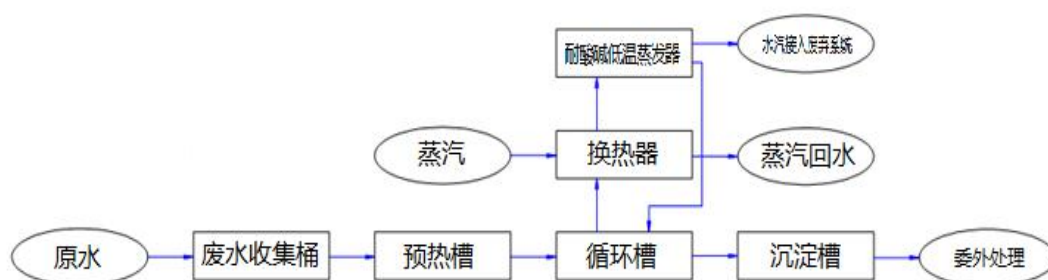 耐酸碱低温蒸发器
水汽接入废弃系统
蒸汽
换热器
蒸汽回水
原水
废水收集桶
预热槽
循环槽
沉淀槽
委外处理